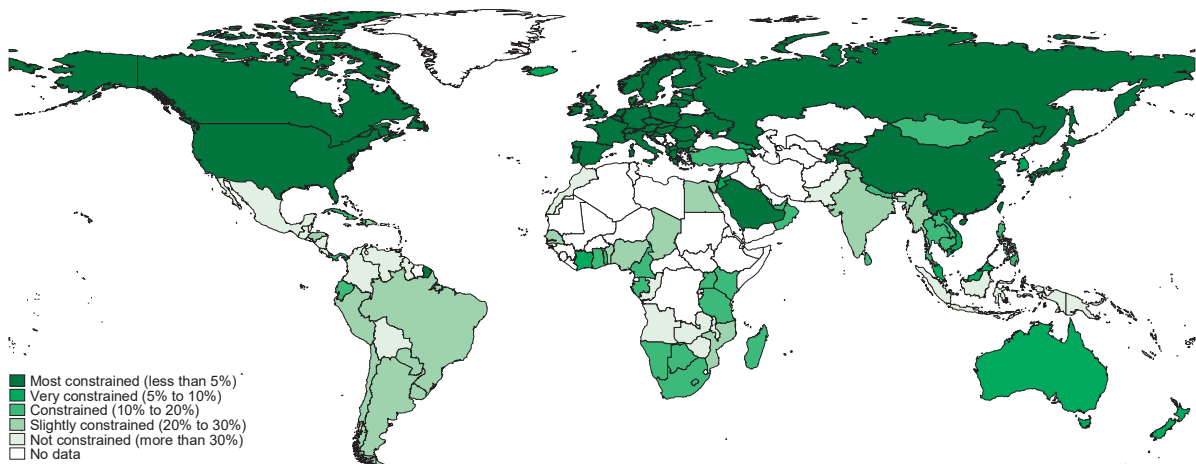 Most constrained (less than 5%)
Very constrained (5% to 10%)
Constrained (10% to 20%)
Slightly constrained (20% to 30%)
Not constrained (more than 30%)
No data